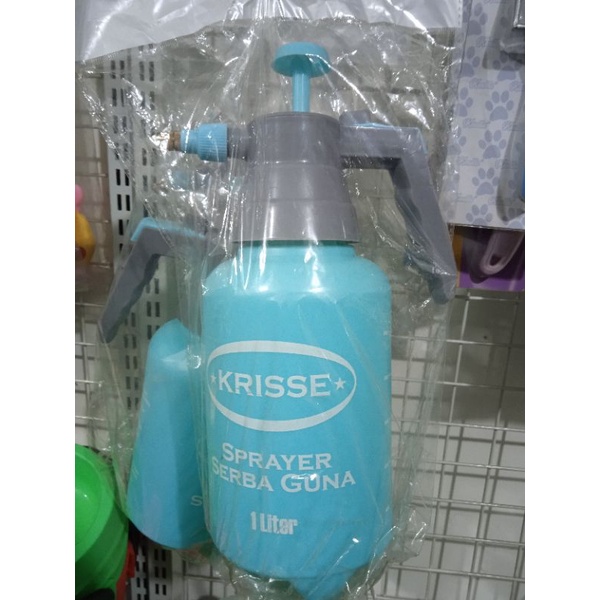 KRISSE
SPRAYER
SERBA GUNA
1 Liter